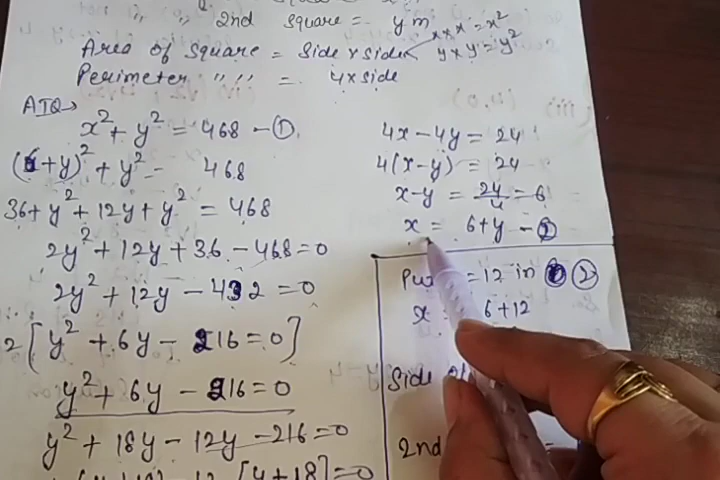 2nd square = y m
Area of square = side x side
x x x = x²
y x y = y²
Perimeter " " = 4 x side
ATQ→
x² + y² = 468 - ①
(6+y)² + y² = 468
36 + y² + 12y + y² = 468
2y² + 12y + 36 - 468 = 0
2y² + 12y - 432 = 0
2[y² + 6y - 216 = 0]
y² + 6y - 216 = 0
y² + 18y - 12y - 216 = 0
[y + 18] = 0
4x - 4y = 24
4(x - y) = 24
x - y = 24/4 = 6
x = 6 + y - ②
Put = 12 in ②
x 6 + 12
Side
2nd